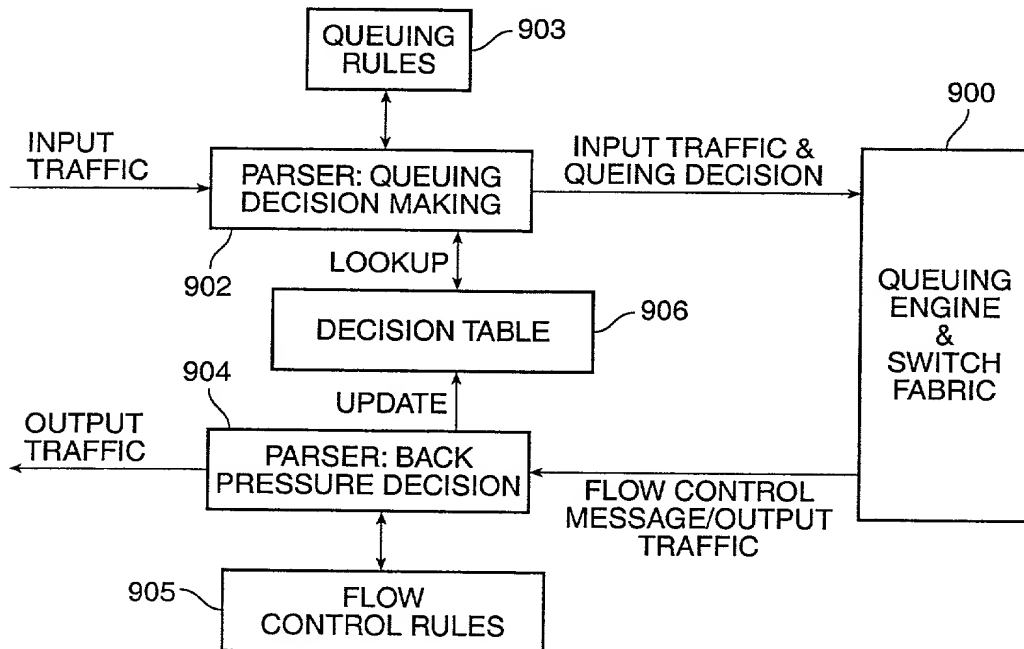 QUEUING
RULES
903
900
INPUT
TRAFFIC
PARSER: QUEUING
DECISION MAKING
INPUT TRAFFIC &
QUEING DECISION
902
LOOKUP
DECISION TABLE
906
QUEUING
ENGINE
&
SWITCH
FABRIC
904
UPDATE
OUTPUT
TRAFFIC
PARSER: BACK
PRESSURE DECISION
FLOW CONTROL
MESSAGE/OUTPUT
TRAFFIC
905
FLOW
CONTROL RULES